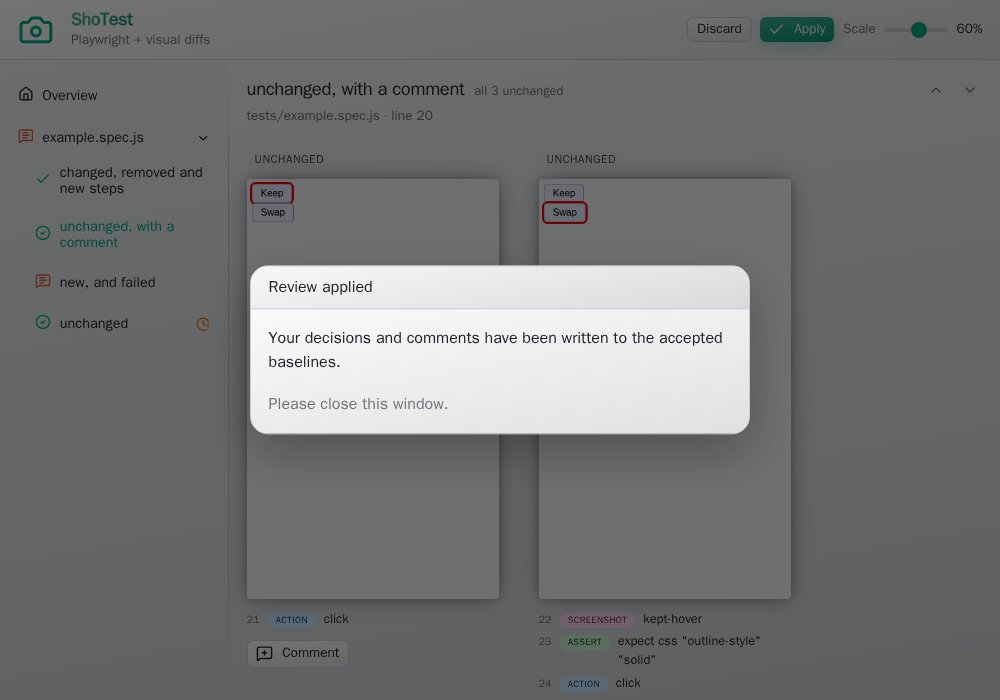 ShoTest
Playwright + visual diffs
Discard
Apply
Scale
60%
Overview
example.spec.js
changed, removed and
new steps
unchanged, with a
comment
new, and failed
unchanged
unchanged, with a comment
all 3 unchanged
tests/example.spec.js · line 20
UNCHANGED
Keep
Swap
UNCHANGED
Keep
Swap
Review applied
Your decisions and comments have been written to the accepted
baselines.
Please close this window.
21 ACTION click
Comment
22 SCREENSHOT kept-hover
23 ASSERT expect css "outline-style"
"solid"
24 ACTION click